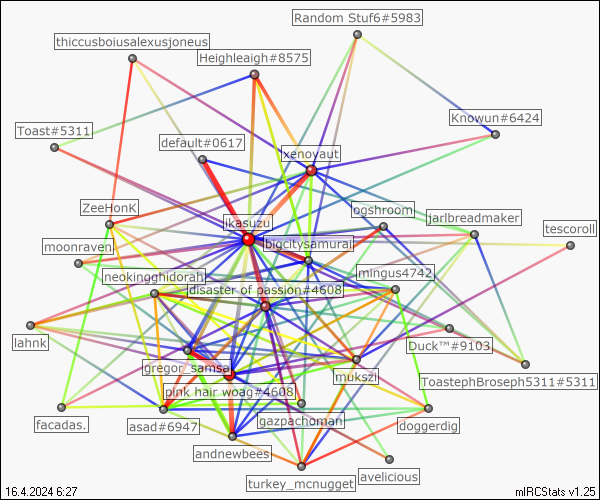 Random Stuf6#5983
thiccusboiusalexusjoneus
Heighleaigh#8575
Knowun#6424
Toast#5311
default#0617
xenoyaut
ZeeHonK
ikasuzu
ogshroom
jarlbreadmaker
tescoroll
moonraven
bigcitysamurai
neokingghidorah
mingus4742
disaster of passion#4608
lahnk
Duck™#9103
gregor_samsa
mukszi
ToastephBroseph5311#5311
pink hair woag#4608
facadas.
asad#6947
gazpachoman
doggerdig
andnewbees
turkey_mcnugget
avelicious
16.4.2024 6:27
mIRCStats v1.25